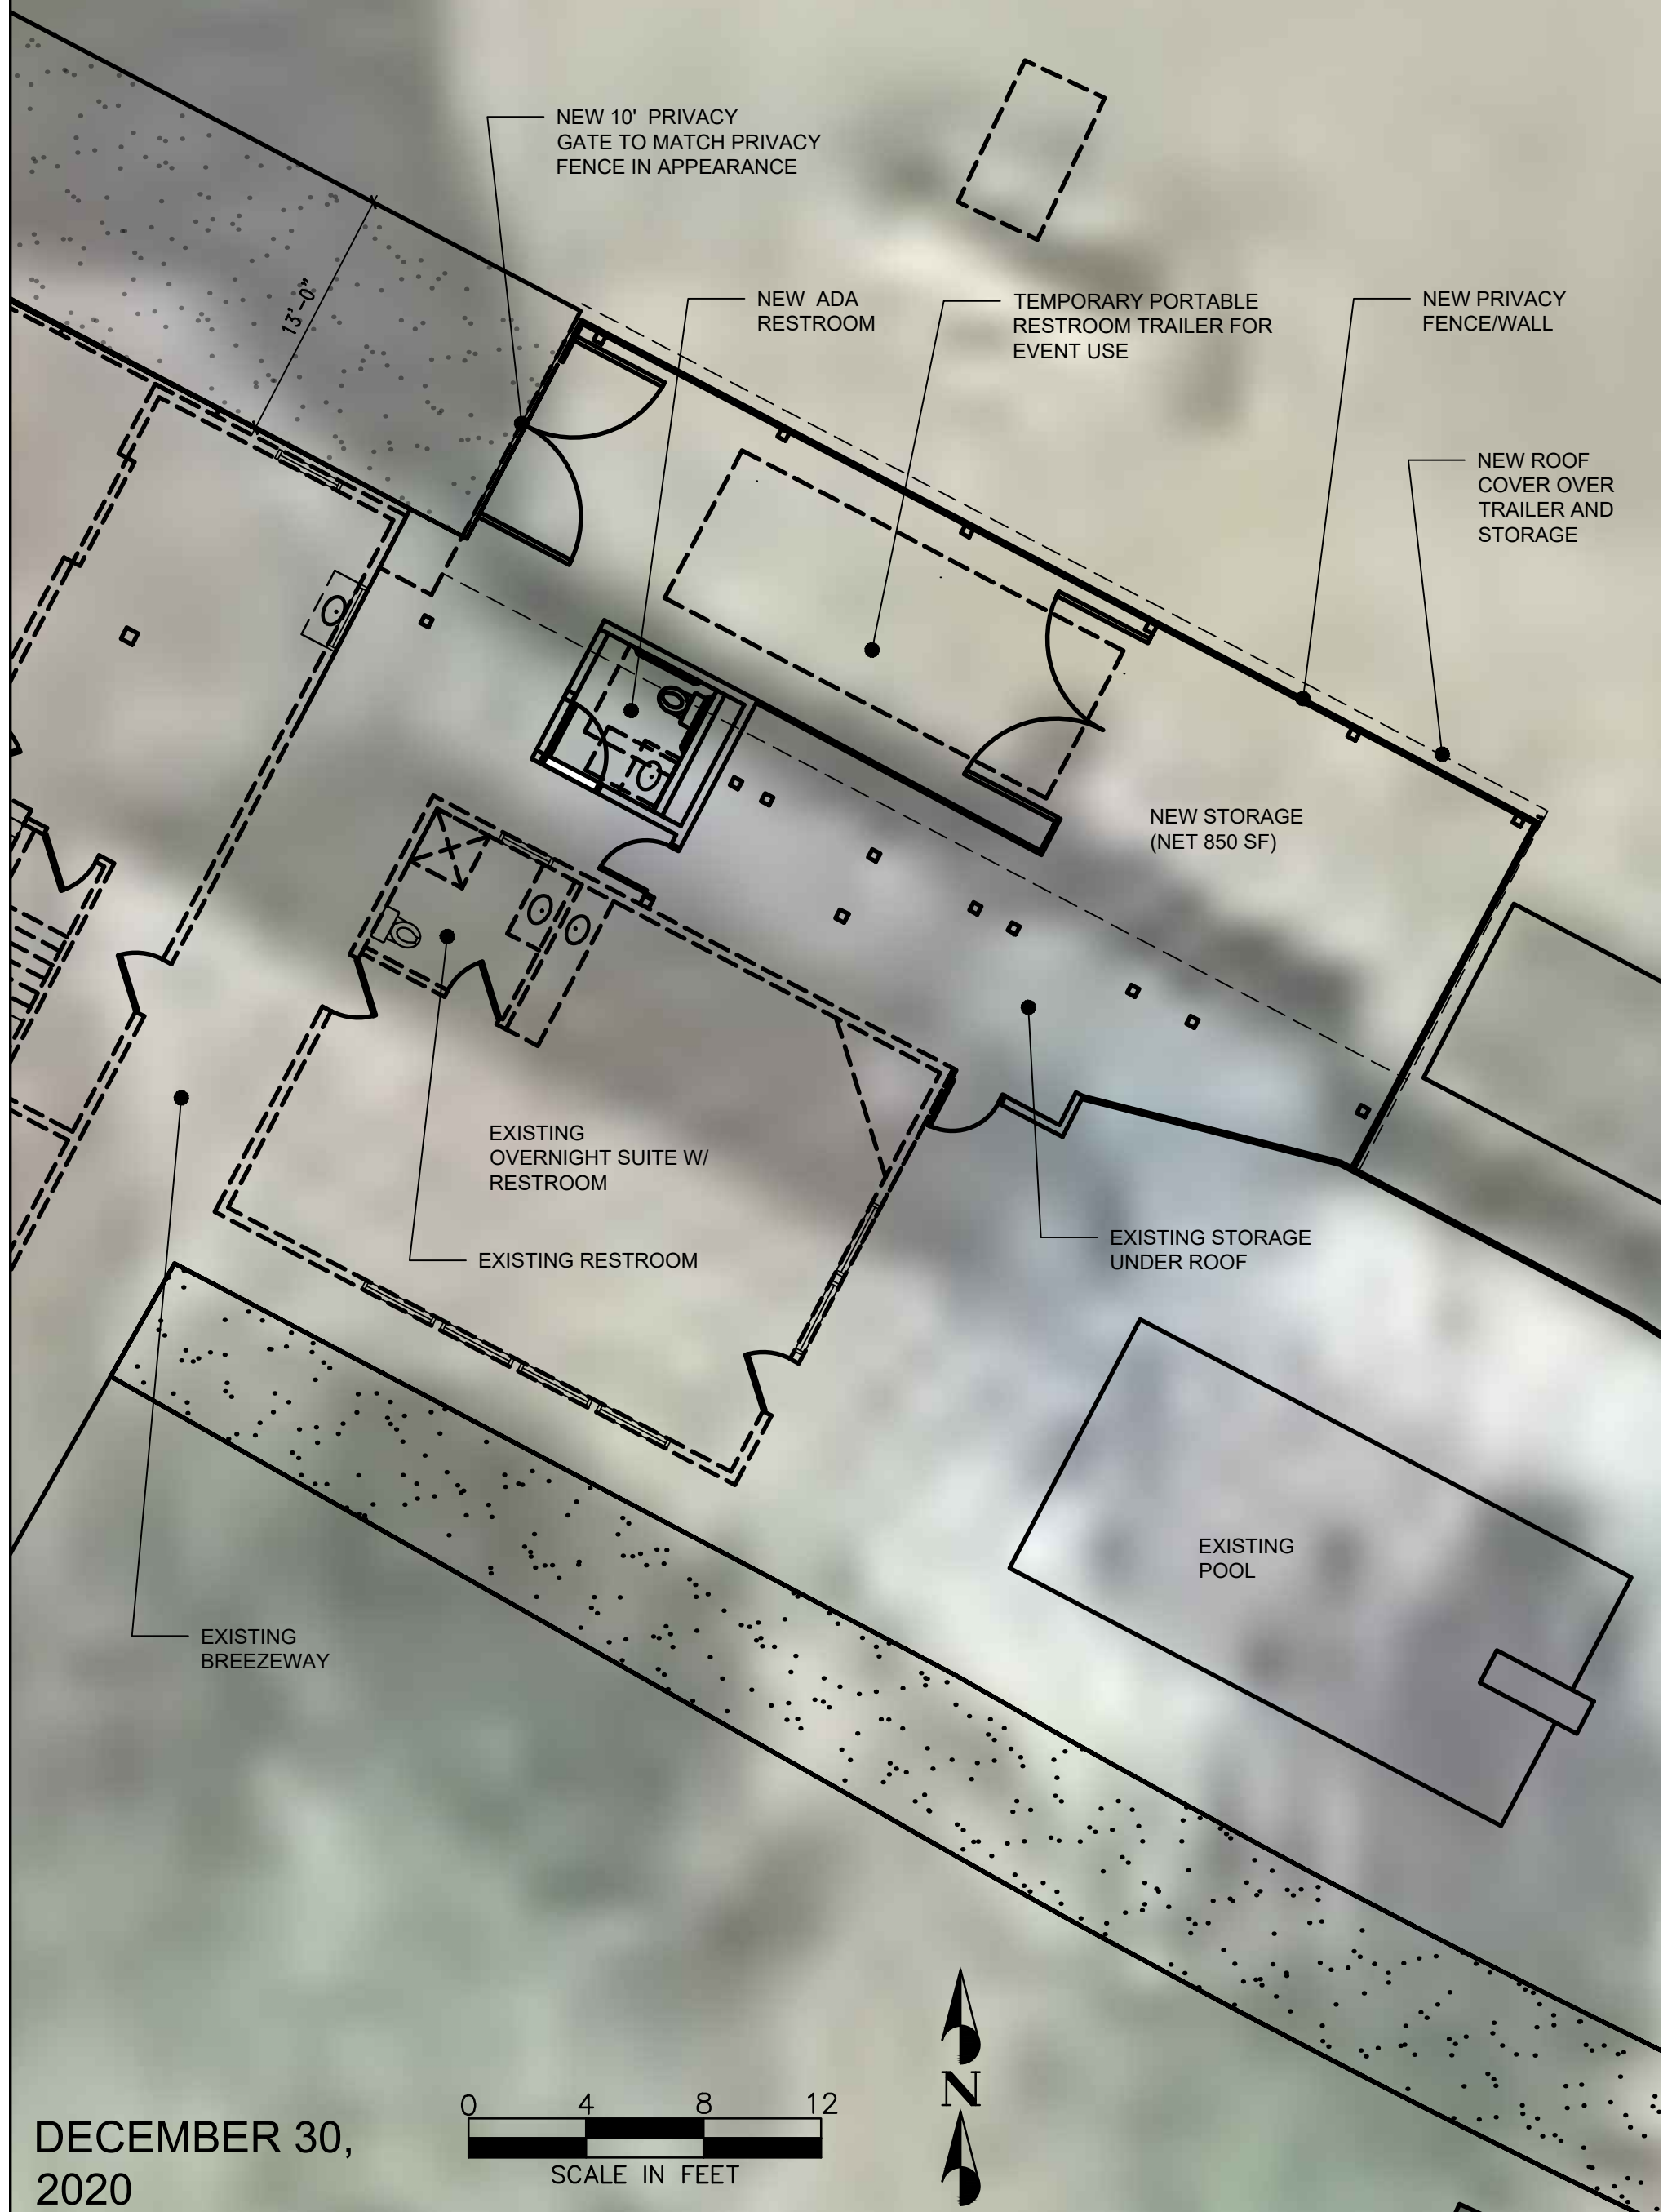 NEW 10' PRIVACY
GATE TO MATCH PRIVACY
FENCE IN APPEARANCE
13'-0"
NEW ADA
RESTROOM
TEMPORARY PORTABLE
RESTROOM TRAILER FOR
EVENT USE
NEW PRIVACY
FENCE/WALL
NEW ROOF
COVER OVER
TRAILER AND
STORAGE
NEW STORAGE
(NET 850 SF)
EXISTING
OVERNIGHT SUITE W/
RESTROOM
EXISTING RESTROOM
EXISTING STORAGE
UNDER ROOF
EXISTING
POOL
EXISTING
BREEZEWAY
DECEMBER 30,
2020
0 4 8 12
SCALE IN FEET
N